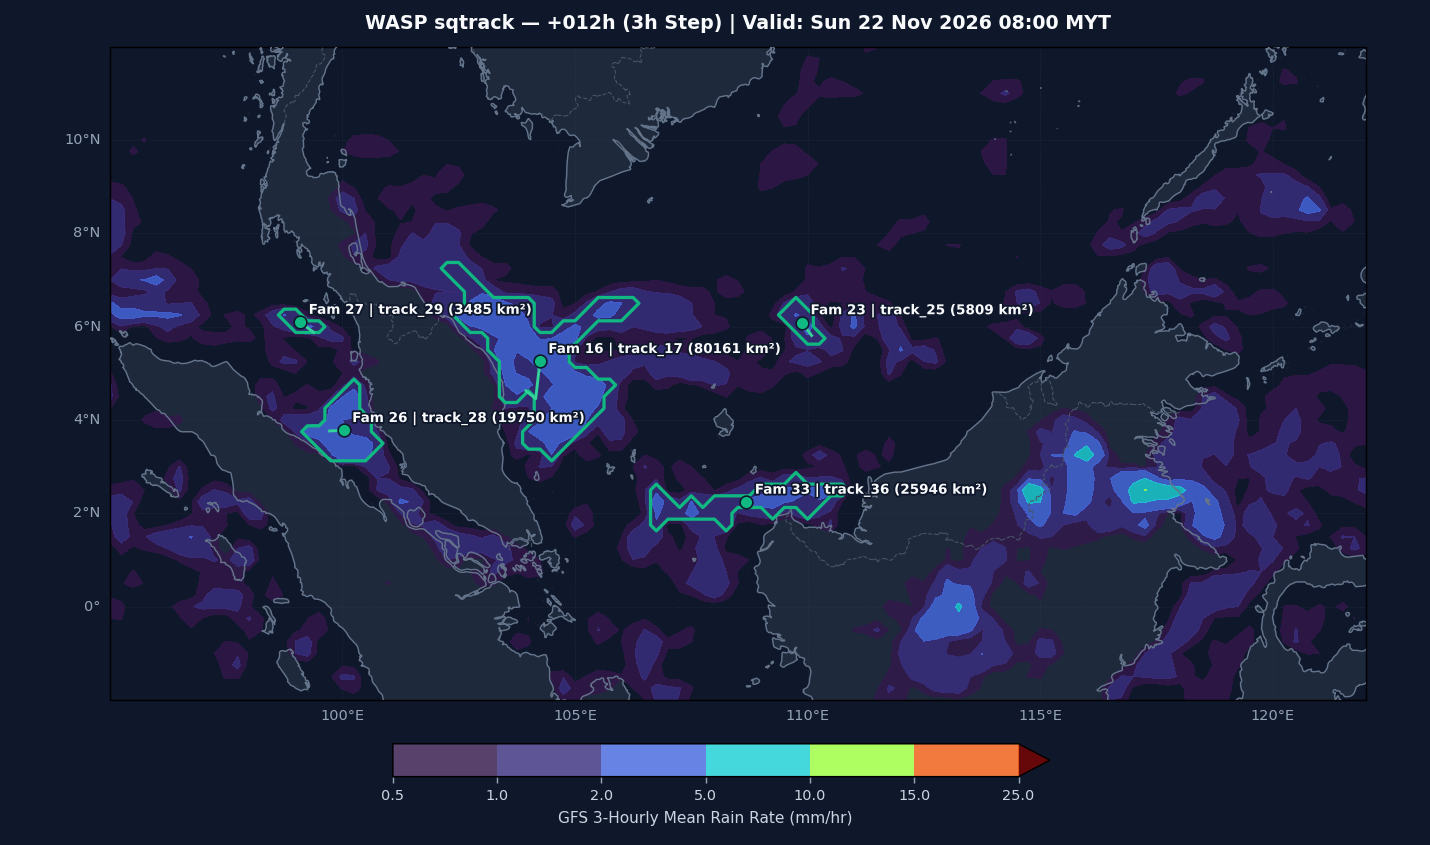 WASP sqtrack — +012h (3h Step) | Valid: Sun 22 Nov 2026 08:00 MYT
10°N
8°N
6°N
4°N
2°N
0°
Fam 27 | track_29 (3485 km²)
Fam 23 | track_25 (5809 km²)
Fam 16 | track_17 (80161 km²)
Fam 26 | track_28 (19750 km²)
Fam 33 | track_36 (25946 km²)
100°E
105°E
110°E
115°E
120°E
0.5
1.0
2.0
5.0
10.0
15.0
25.0
GFS 3-Hourly Mean Rain Rate (mm/hr)